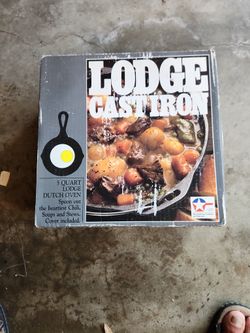 LODGE
CAST IRON
5 QUART
LODGE
DUTCH OVEN
Spoon out
the heartiest Chili,
Soups and Stews.
Cover included.